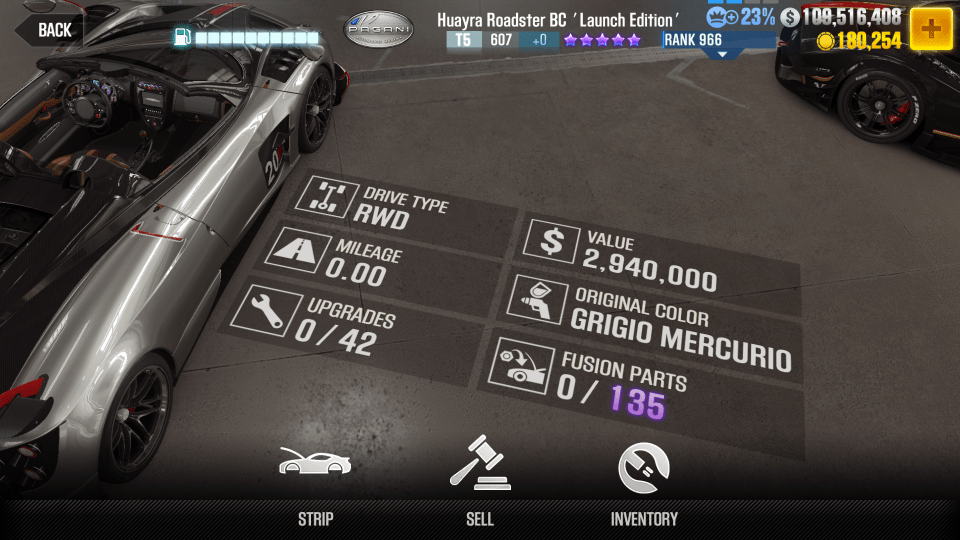 BACK
PAGANI
Huayra Roadster BC 'Launch Edition'
T5 607 +0
RANK 966
23%
$ 109,516,408
180,254
20
DRIVE TYPE
RWD
MILEAGE
0.00
UPGRADES
0 / 42
$ VALUE
2,940,000
ORIGINAL COLOR
GRIGIO MERCURIO
FUSION PARTS
0 / 135
STRIP
SELL
INVENTORY